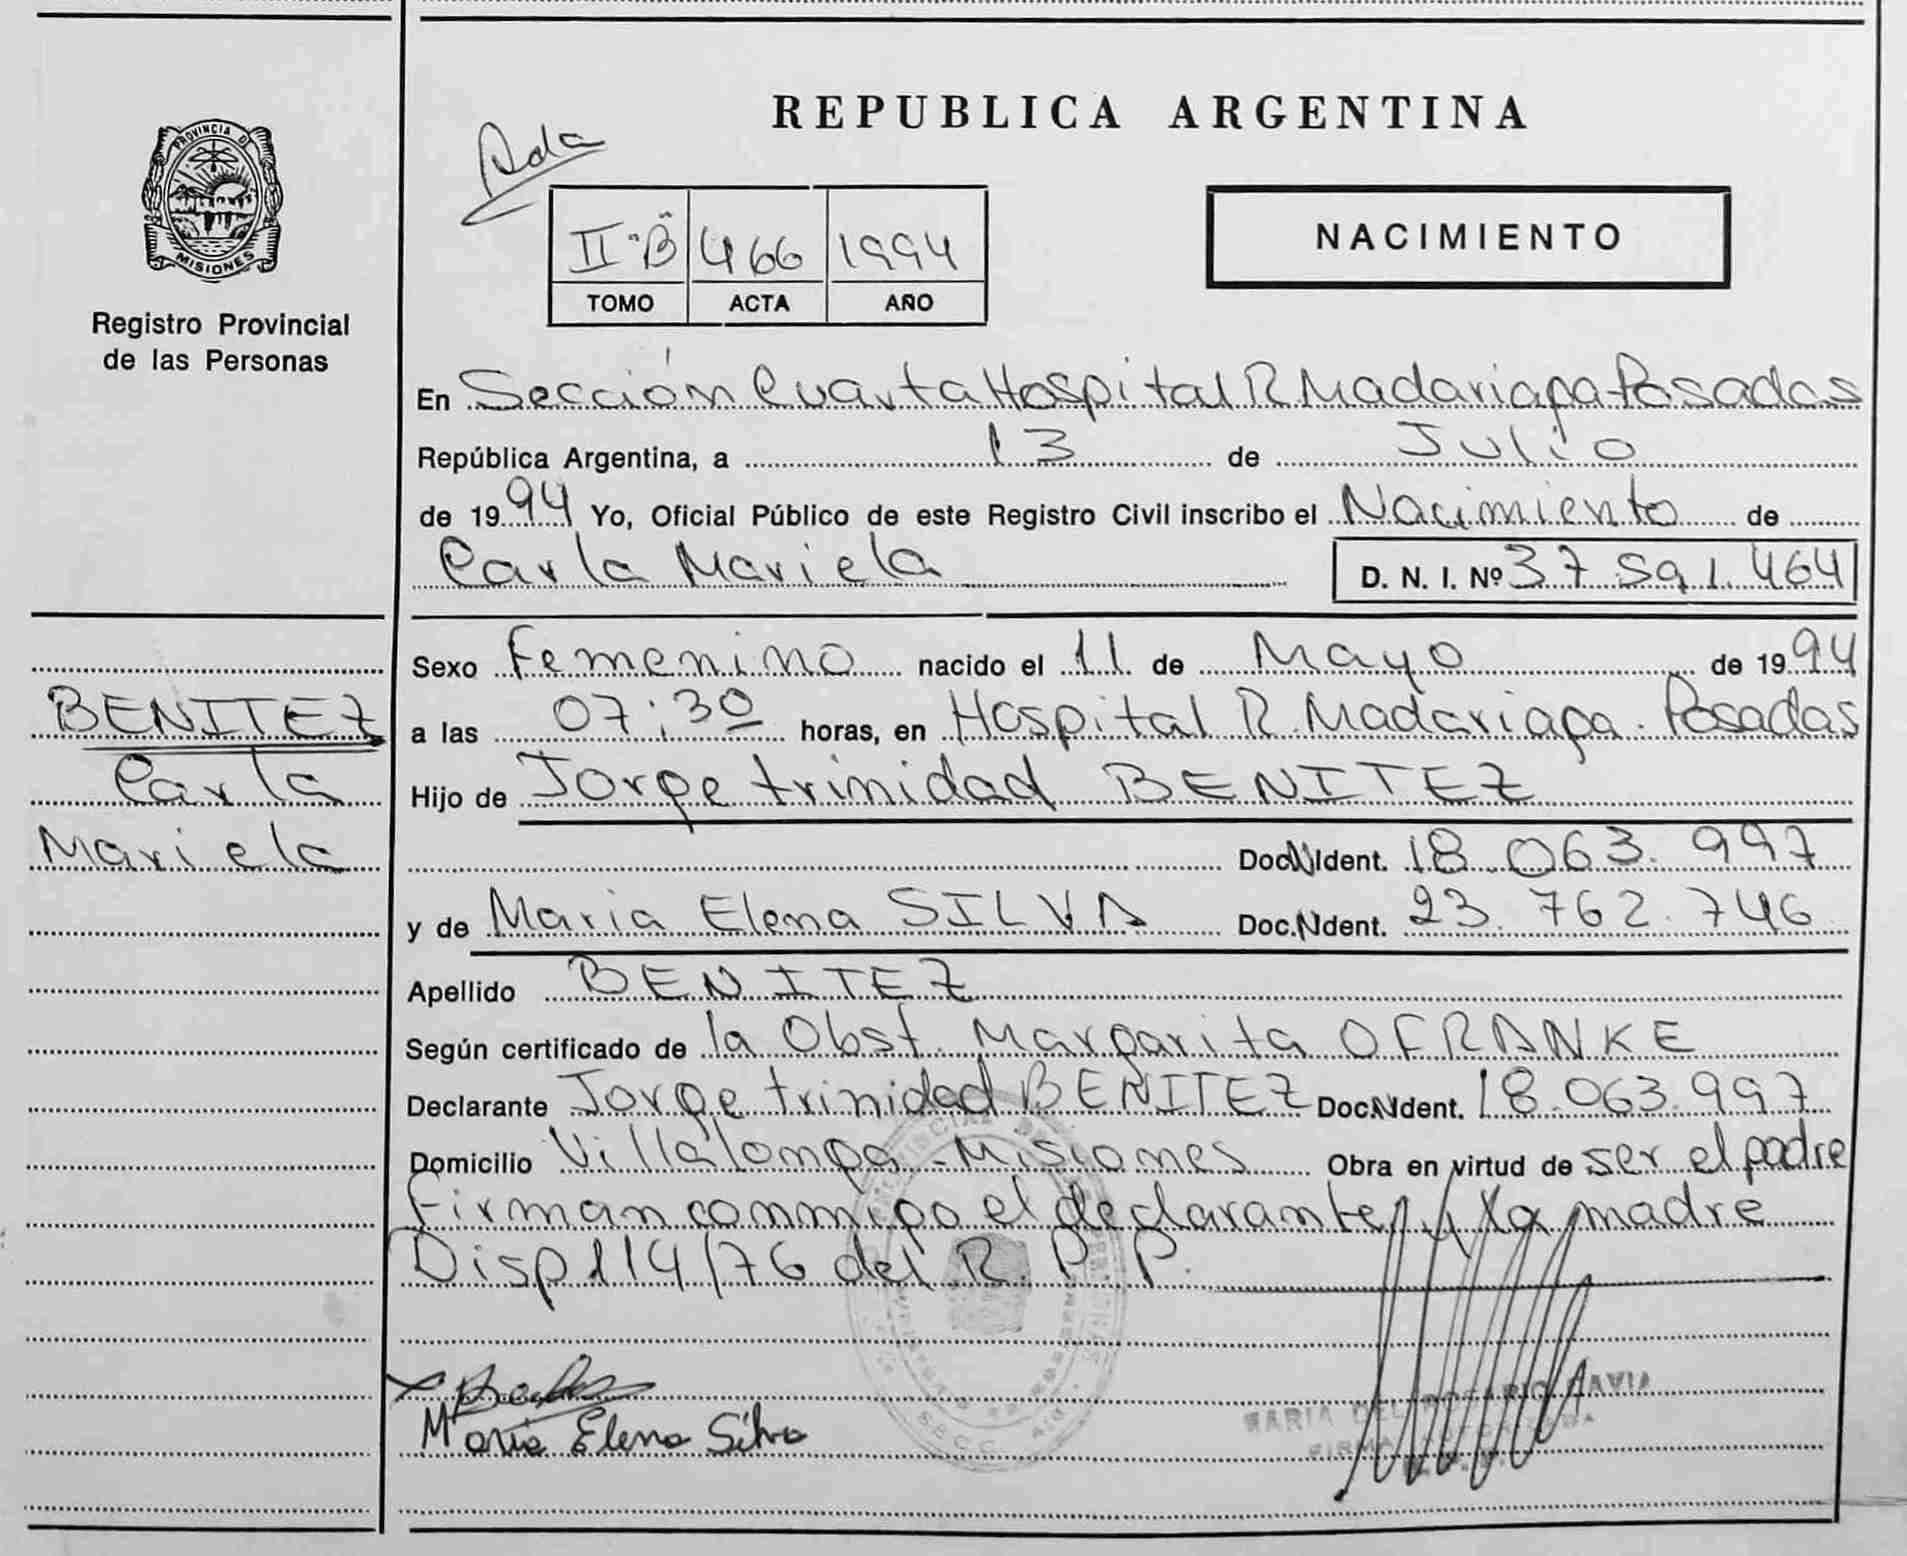 REPUBLICA ARGENTINA
PROVINCIA DE
MISIONES
Registro Provincial
de las Personas
II-B 466 1994
TOMO ACTA AÑO
NACIMIENTO
En Sección Cuarta Hospital R Madariaga Posadas
República Argentina, a 13 de Julio
de 1994 Yo, Oficial Público de este Registro Civil inscribo el Nacimiento de
Carla Mariela D. N. I. Nº 37.591.464
Sexo Femenino nacido el 11 de Mayo de 1994
BENITEZ
Carla
Mariela
a las 07:30 horas, en Hospital R. Madariaga. Posadas
Hijo de Jorge trinidad BENITEZ
Doc.N.Ident. 18.063.997
y de Maria Elena SILVA Doc.N.Ident. 23.762.746
Apellido BENITEZ
Según certificado de la Obst. Margarita O FRANKE
Declarante Jorge trinidad BENITEZ Doc.N.Ident. 18.063.997
Domicilio Villalonga - Misiones Obra en virtud de ser el padre
Firman conmigo el declarante y la madre
Disp 114/76 del R. P. P.
Maria Elena Silva
MARIA DEL ROSARIO
FIRMA